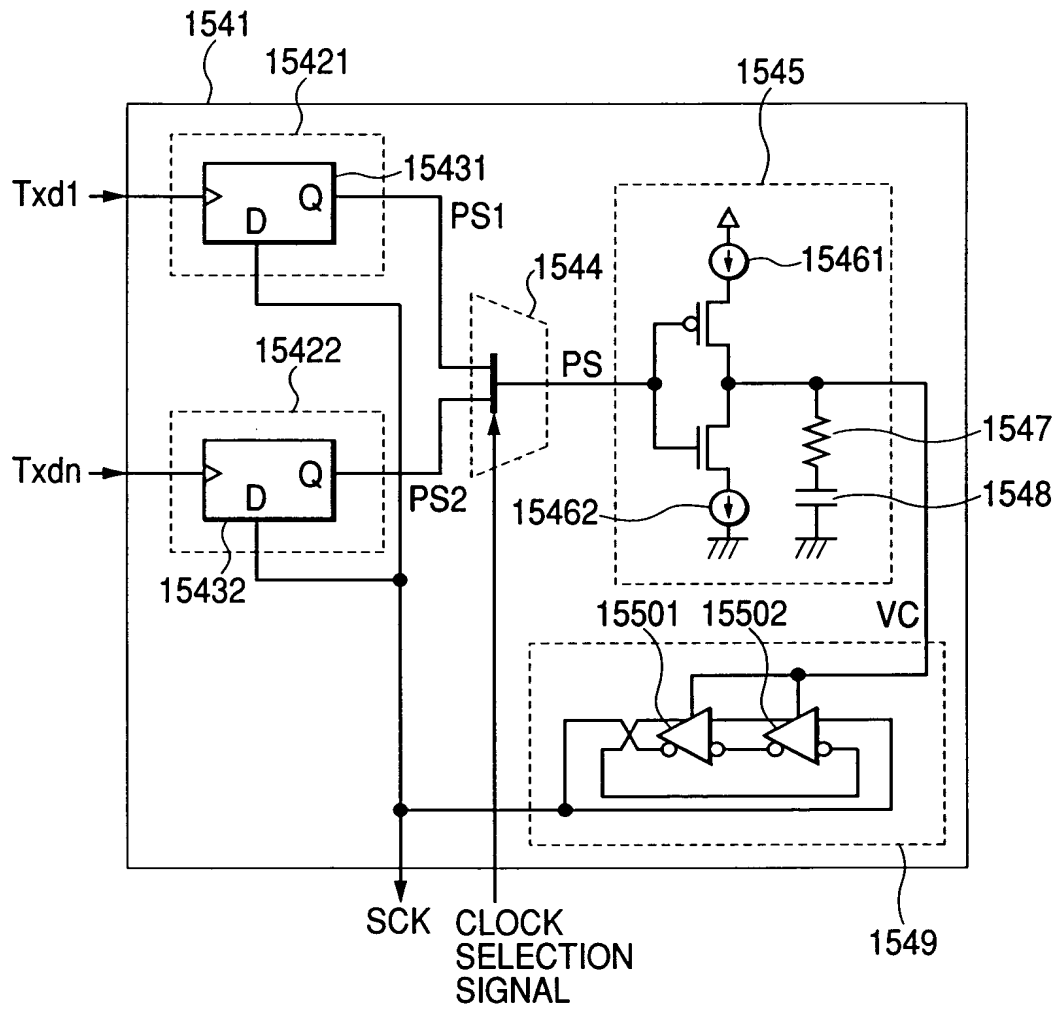 1541
15421
1545
Txd1
15431
Q
D
PS1
15461
1544
15422
PS
Txdn
Q
D
PS2
1547
1548
15462
15432
15501
15502
VC
SCK
CLOCK
SELECTION
SIGNAL
1549